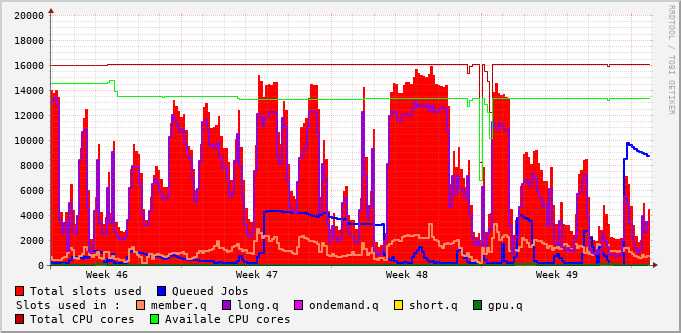 20000
18000
16000
14000
12000
10000
8000
6000
4000
2000
0
Week 46 Week 47 Week 48 Week 49
RRDTOOL / TOBI OETIKER
Total slots used Queued Jobs
Slots used in : member.q long.q ondemand.q short.q gpu.q
Total CPU cores Availale CPU cores